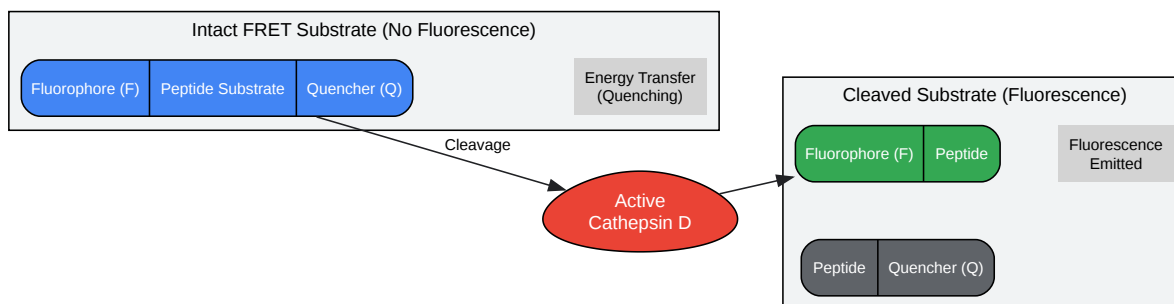 Intact FRET Substrate (No Fluorescence)
Fluorophore (F)
Peptide Substrate
Quencher (Q)
Energy Transfer
(Quenching)
Cleavage
Active
Cathepsin D
Cleaved Substrate (Fluorescence)
Fluorophore (F)
Peptide
Fluorescence
Emitted
Peptide
Quencher (Q)